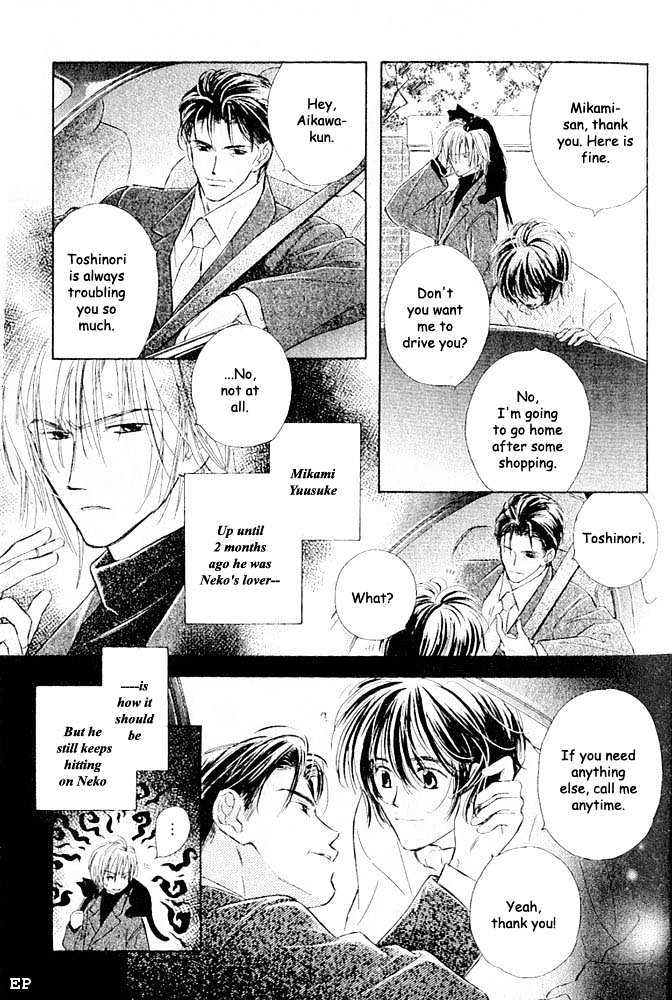 Mikami-
san, thank
you. Here is
fine.
Don't
you want
me to
drive you?
No,
I'm going
to go home
after some
shopping.
Hey,
Aikawa-
kun.
Toshinori
is always
troubling
you so
much.
...No,
not at
all.
Mikami
Yuusuke
Up until
2 months
ago he was
Neko's lover--
Toshinori.
What?
-----is
how it
should
be
But he
still keeps
hitting
on Neko
...
If you need
anything
else, call me
anytime.
Yeah,
thank you!
EP